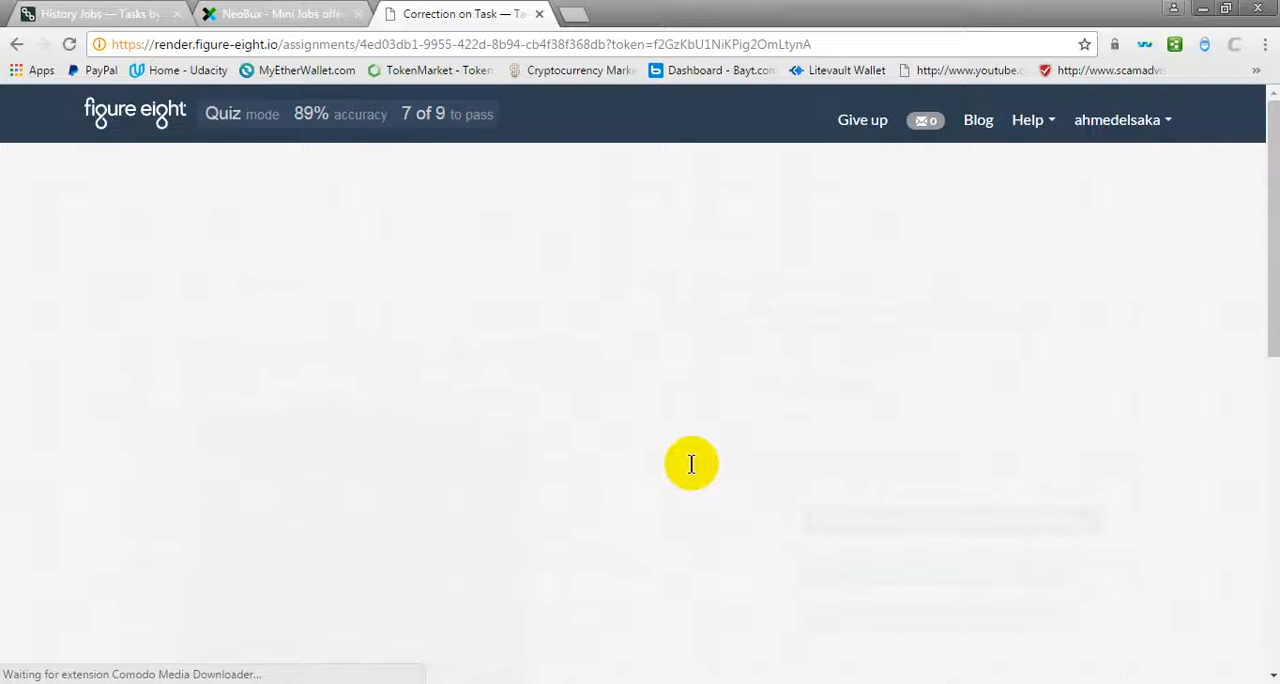 History Jobs — Tasks by
NeoBux - Mini Jobs offe
Correction on Task — Ta
https://render.figure-eight.io/assignments/4ed03db1-9955-4221-8b94-cb4f38f368db?token=f2GzKbU1NiKPig2OmLtynA
Apps PayPal Home - Udacity MyEtherWallet.com TokenMarket - Token Cryptocurrency Marke Dashboard - Bayt.com Litevault Wallet http://www.youtube.c http://www.scamadv »
figure eight Quiz mode 89% accuracy 7 of 9 to pass Give up 0 Blog Help ahmedelsaka
Waiting for extension Comodo Media Downloader...